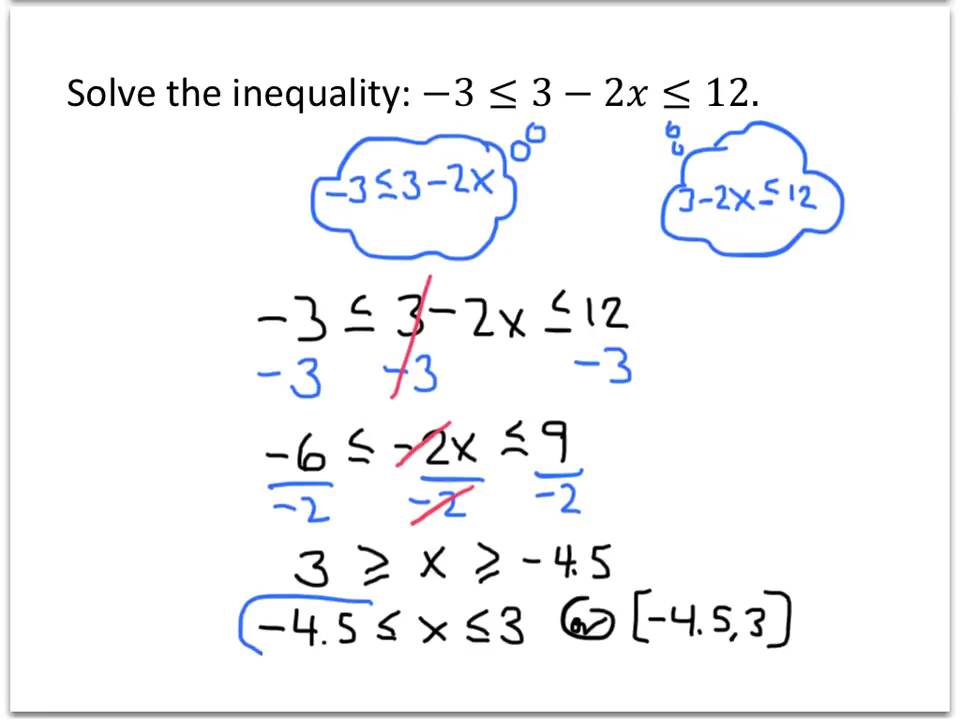 Solve the inequality: −3 ≤ 3 − 2x ≤ 12.
-3 ≤ 3 - 2x
3 - 2x ≤ 12
-3 ≤ 3 - 2x ≤ 12
-3 -3 -3
-6 ≤ -2x ≤ 9
-2 -2 -2
3 ≥ x ≥ -4.5
-4.5 ≤ x ≤ 3 or [-4.5, 3]